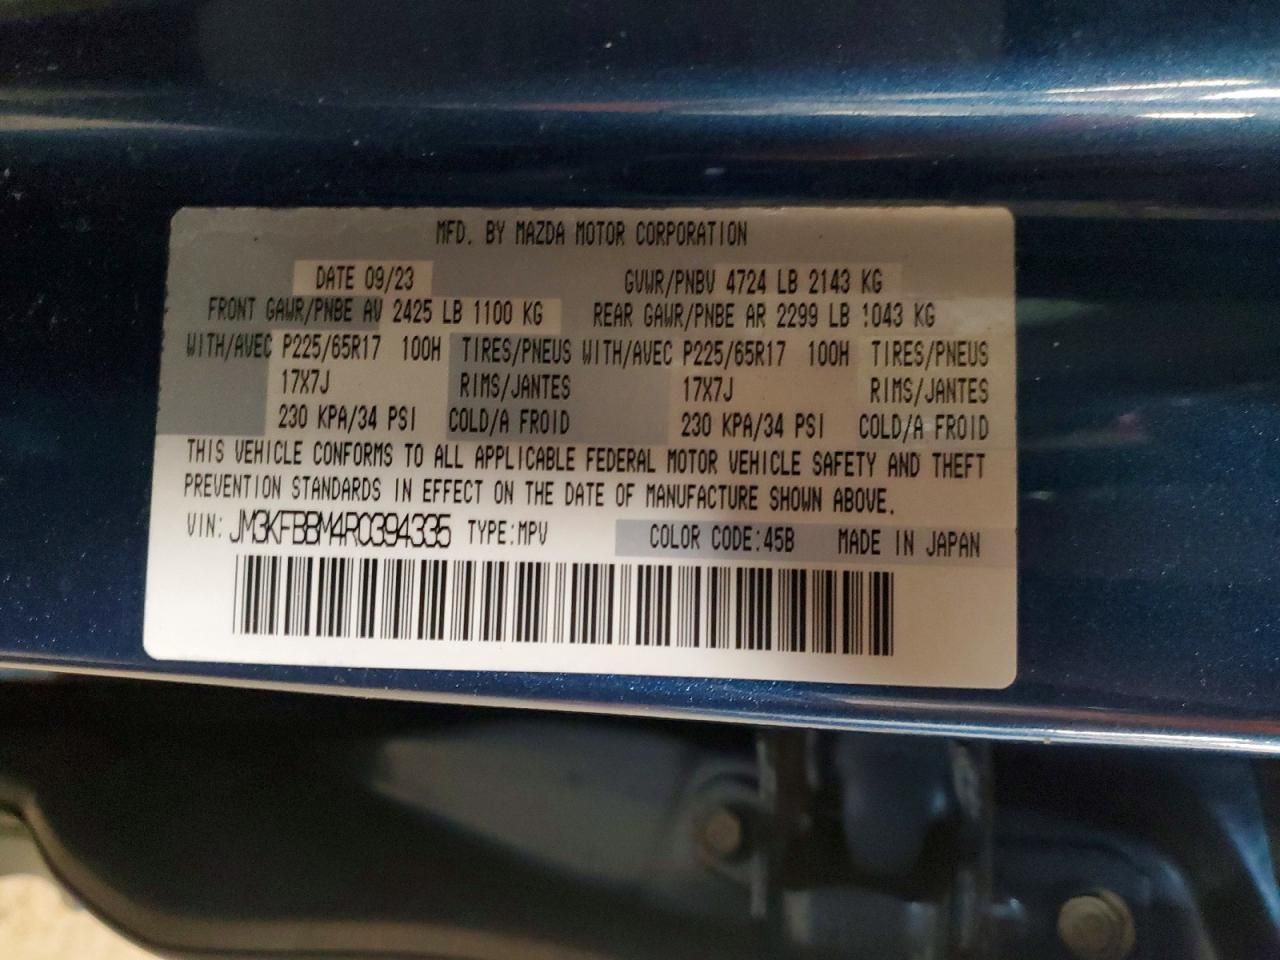 MFD. BY MAZDA MOTOR CORPORATION
DATE 09/23 GVWR/PNBV 4724 LB 2143 KG
FRONT GAWR/PNBE AV 2425 LB 1100 KG REAR GAWR/PNBE AR 2299 LB 1043 KG
WITH/AVEC P225/65R17 100H TIRES/PNEUS WITH/AVEC P225/65R17 100H TIRES/PNEUS
17X7J RIMS/JANTES 17X7J RIMS/JANTES
230 KPA/34 PSI COLD/A FROID 230 KPA/34 PSI COLD/A FROID
THIS VEHICLE CONFORMS TO ALL APPLICABLE FEDERAL MOTOR VEHICLE SAFETY AND THEFT
PREVENTION STANDARDS IN EFFECT ON THE DATE OF MANUFACTURE SHOWN ABOVE.
VIN: JM3KFBBM4R0394335 TYPE:MPV COLOR CODE:45B MADE IN JAPAN